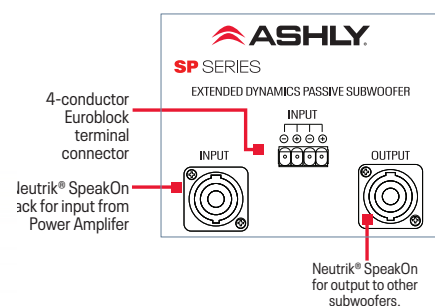 ASHLY
SP SERIES
EXTENDED DYNAMICS PASSIVE SUBWOOFER
4-conductor
Euroblock
terminal
connector
INPUT
INPUT
OUTPUT
Neutrik® SpeakOn
for input from
Power Amplifer
Neutrik® SpeakOn
for output to other
subwoofers.